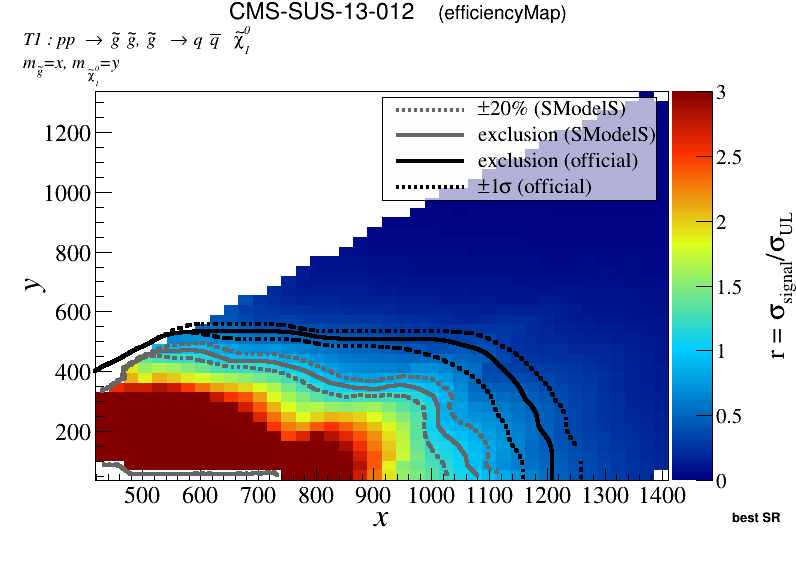 CMS-SUS-13-012 (efficiencyMap)
T1 : pp → g̃ g̃, g̃ → q q̅ χ̃₁⁰
m_g̃=x, m_χ̃₁⁰=y
±20% (SModelS)
exclusion (SModelS)
exclusion (official)
±1σ (official)
1200
1000
800
600
400
200
y
500 600 700 800 900 1000 1100 1200 1300 1400
x
3
2.5
2
1.5
1
0.5
0
r = σ_signal/σ_UL
best SR